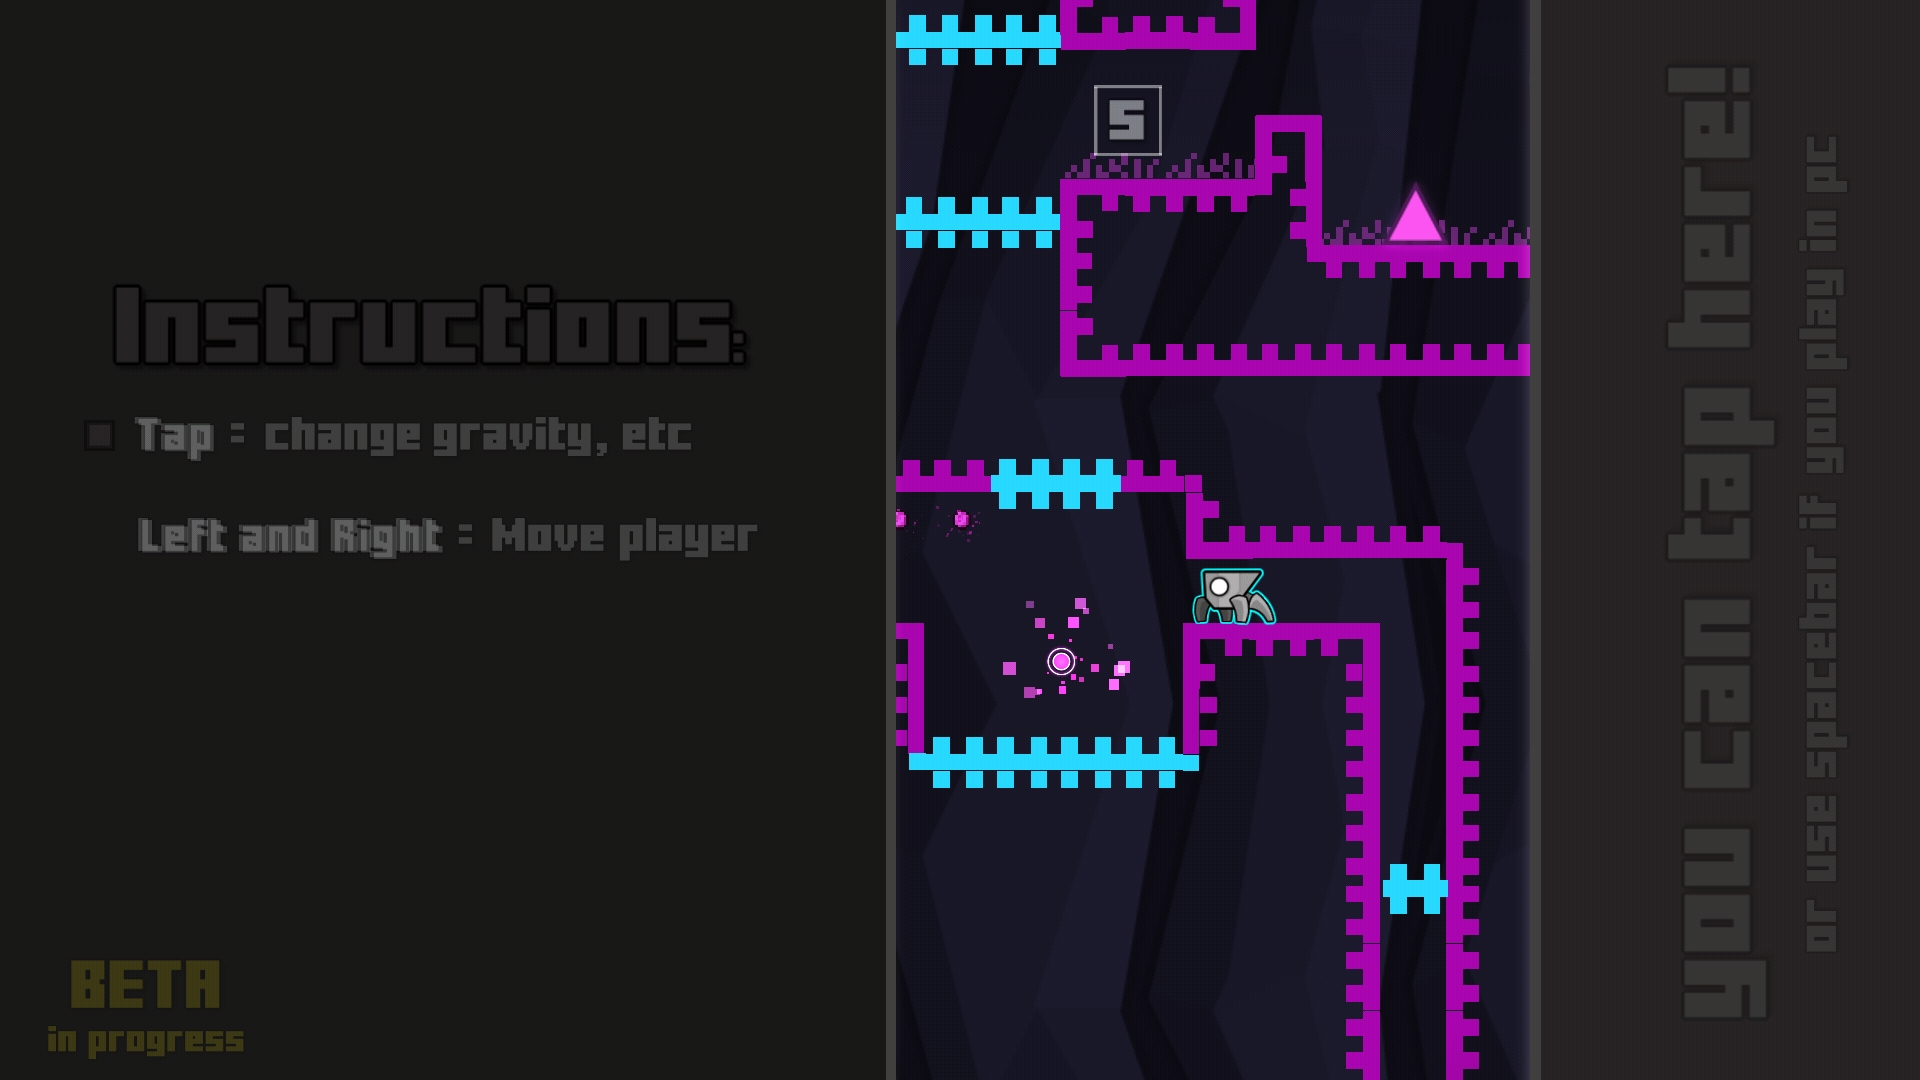 Instructions:
Tap = change gravity, etc
Left and Right = Move player
BETA
in progress
S
you can tap here!
or use spacebar if you play in pc